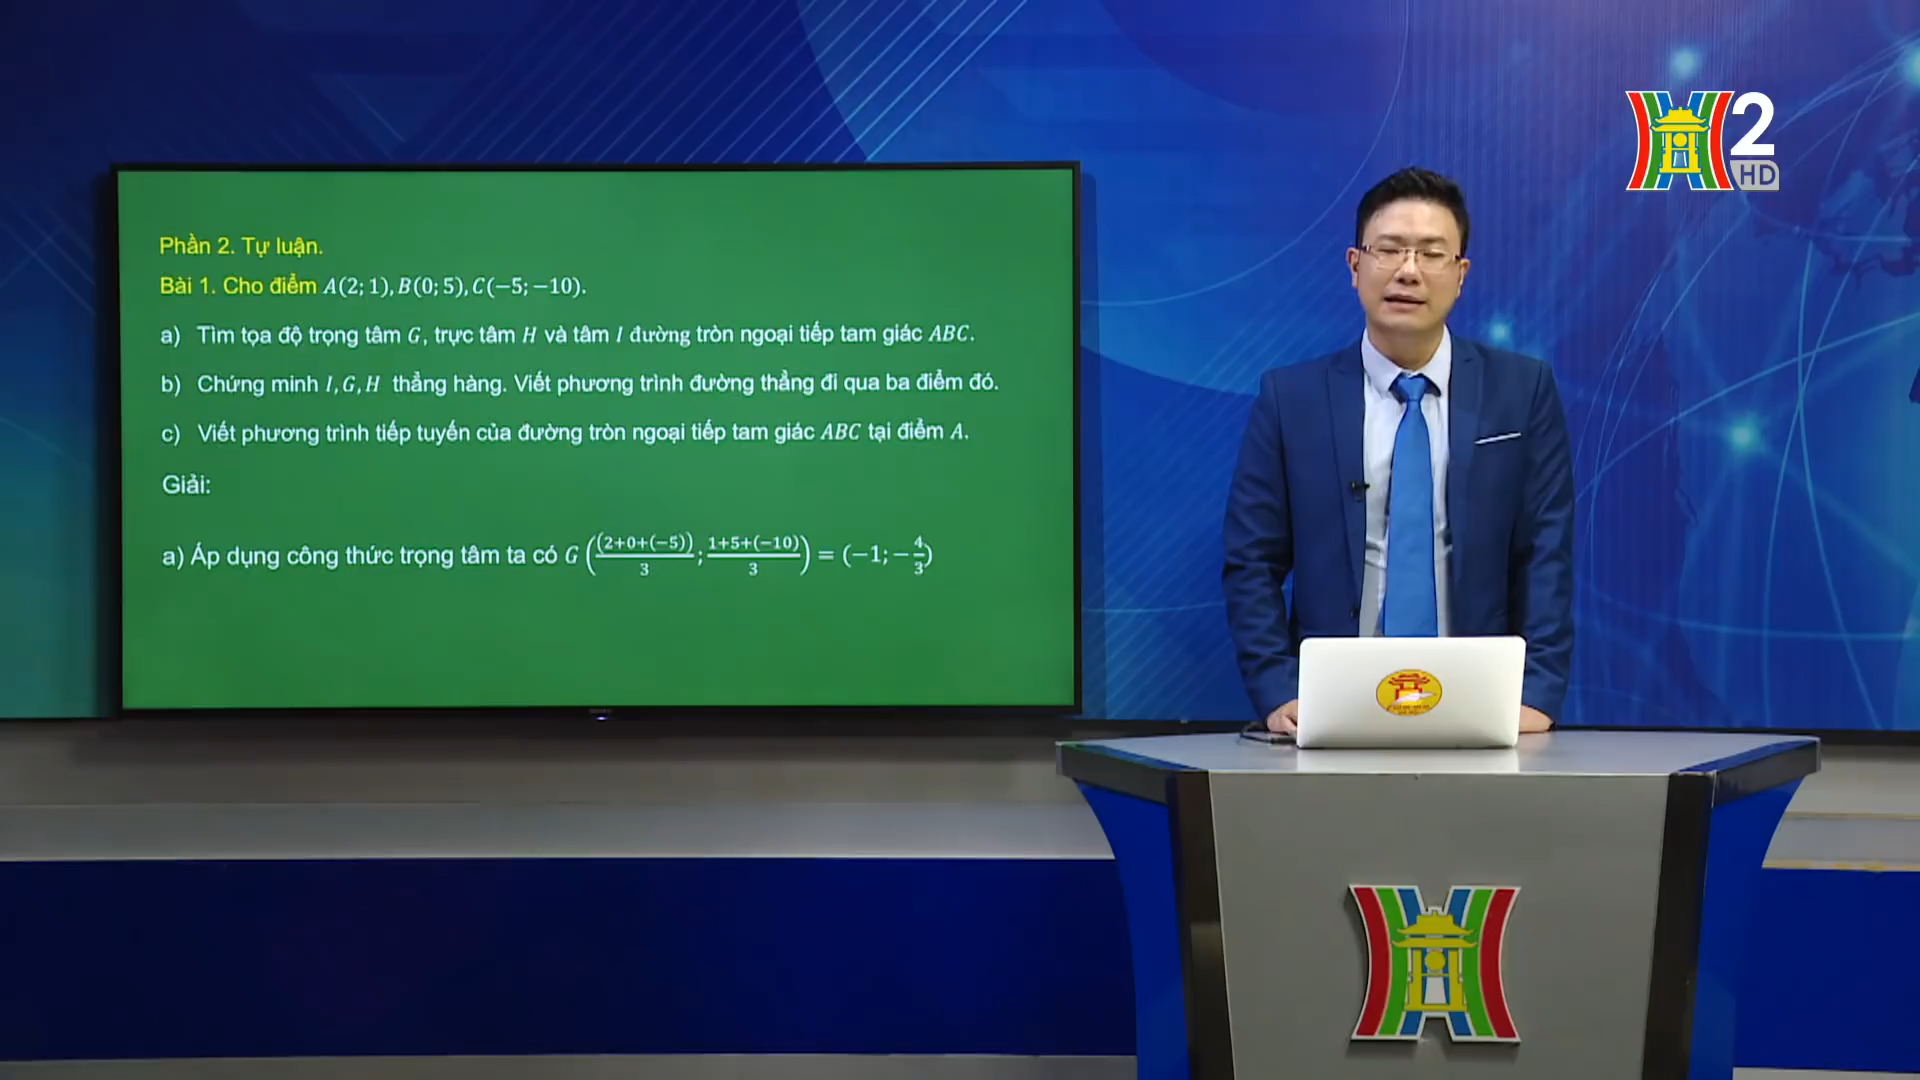 2
HD
Phần 2. Tự luận.
Bài 1. Cho điểm A(2; 1), B(0; 5), C(−5; −10).
a) Tìm tọa độ trọng tâm G, trực tâm H và tâm I đường tròn ngoại tiếp tam giác ABC.
b) Chứng minh I, G, H thẳng hàng. Viết phương trình đường thẳng đi qua ba điểm đó.
c) Viết phương trình tiếp tuyến của đường tròn ngoại tiếp tam giác ABC tại điểm A.
Giải:
a) Áp dụng công thức trọng tâm ta có G ((2+0+(−5))/3; 1+5+(−10)/3) = (−1; −4/3)